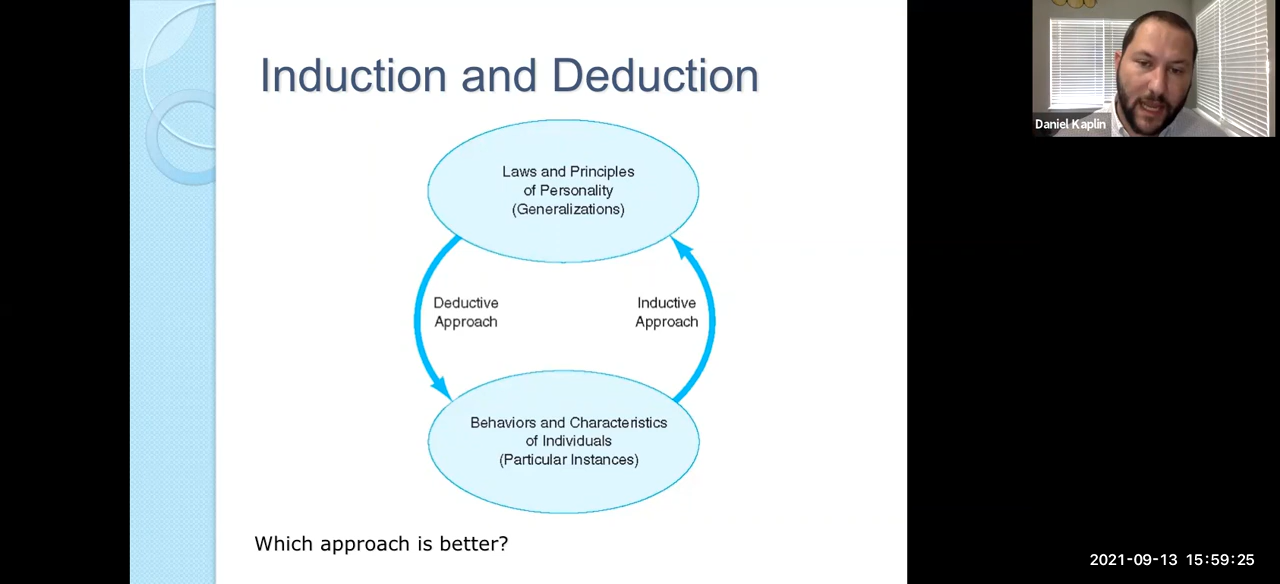 Induction and Deduction
Daniel Kaplin
Laws and Principles
of Personality
(Generalizations)
Deductive
Approach
Inductive
Approach
Behaviors and Characteristics
of Individuals
(Particular Instances)
Which approach is better?
2021-09-13 15:59:25